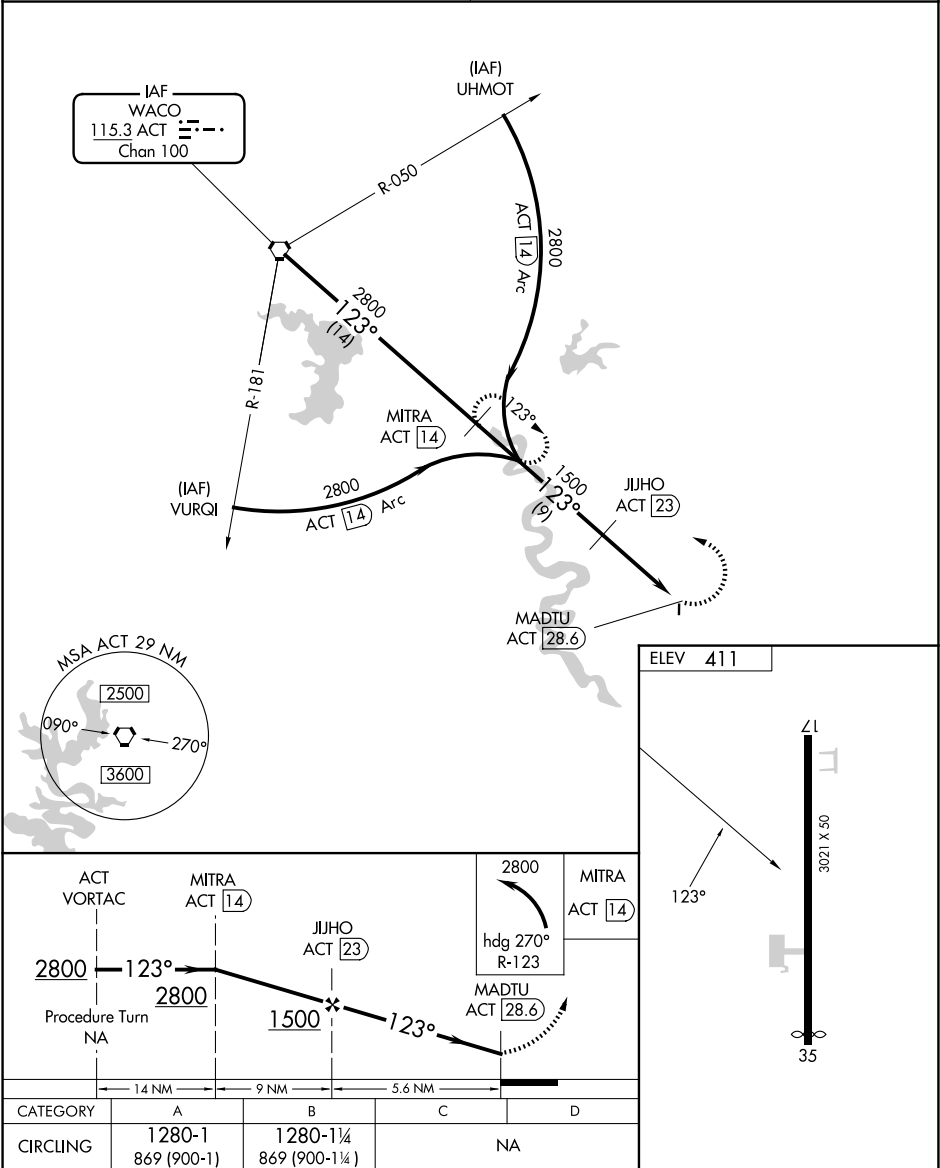 (IAF)
UHMOT
IAF
WACO
115.3 ACT
Chan 100
R-050
ACT 14 Arc
2800
2800
123°
(14)
R-181
MITRA
ACT 14
123°
(IAF)
VURQI
2800
ACT 14 Arc
1500
123°
(9)
JIJHO
ACT 23
MADTU
ACT 28.6
MSA ACT 29 NM
2500
090°
270°
3600
ELEV 411
17
3021 X 50
123°
35
ACT
VORTAC
MITRA
ACT 14
JIJHO
ACT 23
2800
hdg 270°
R-123
MITRA
ACT 14
MADTU
ACT 28.6
2800
123°
2800
1500
123°
Procedure Turn
NA
14 NM
9 NM
5.6 NM
CATEGORY A B C D
CIRCLING 1280-1 1280-1¼ NA
869 (900-1) 869 (900-1¼)